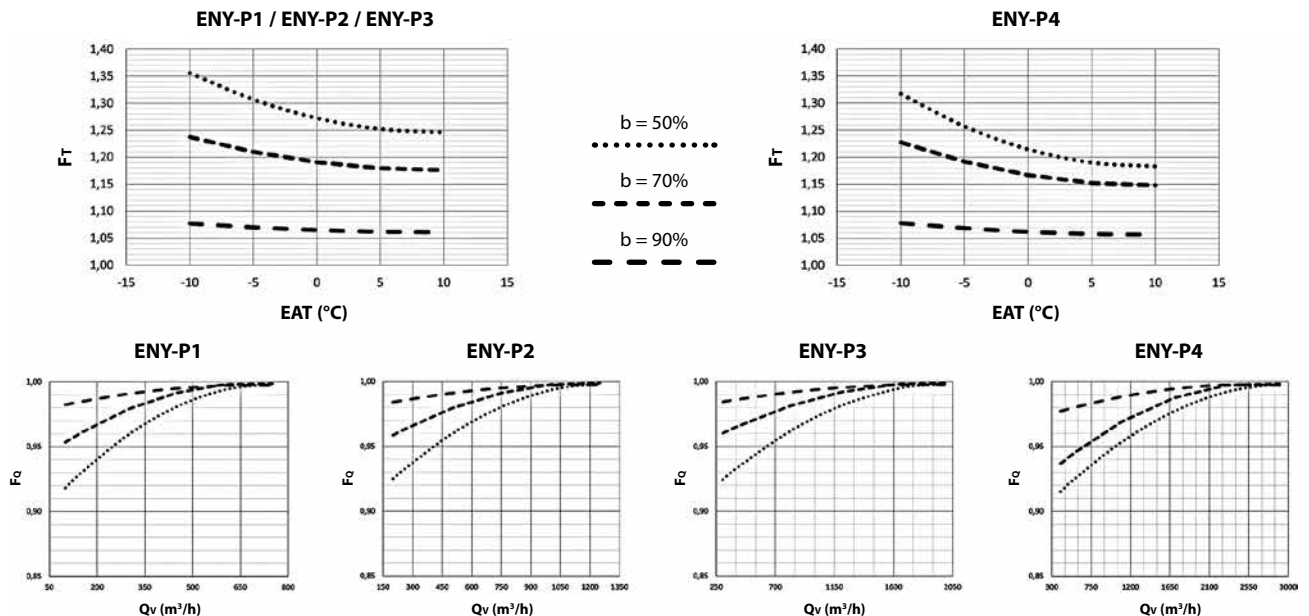 ENY-P1 / ENY-P2 / ENY-P3
1,40
1,35
1,30
1,25
1,20
1,15
1,10
1,05
1,00
FT
-15 -10 -5 0 5 10 15
EAT (°C)
b = 50%
b = 70%
b = 90%
ENY-P4
1,40
1,35
1,30
1,25
1,20
1,15
1,10
1,05
1,00
FT
-15 -10 -5 0 5 10 15
EAT (°C)
ENY-P1
1,00
0,95
0,90
0,85
FQ
50 200 350 500 650 800
QV (m³/h)
ENY-P2
1,00
0,95
0,90
0,85
FQ
150 300 450 600 750 900 1050 1200 1350
QV (m³/h)
ENY-P3
1,00
0,95
0,90
0,85
FQ
250 700 1150 1600 2050
QV (m³/h)
ENY-P4
1,00
0,95
0,90
0,85
FQ
300 750 1200 1650 2100 2550 3000
QV (m³/h)